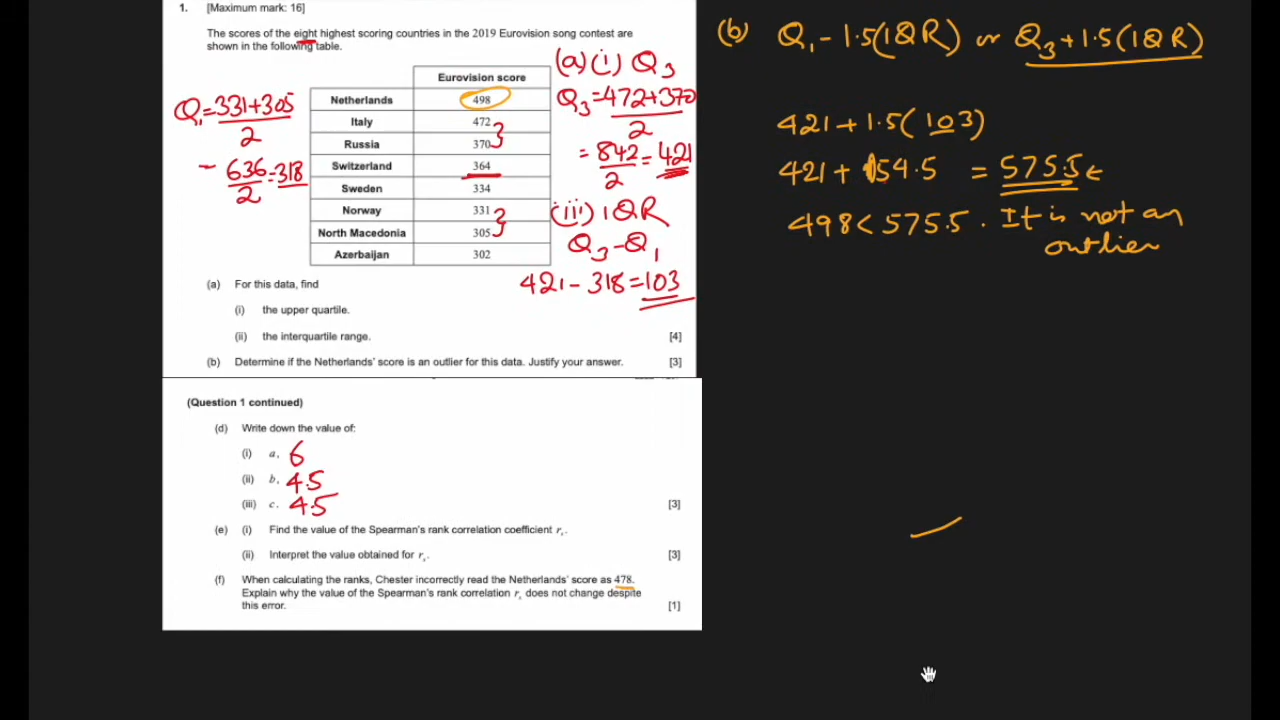 1. [Maximum mark: 16]
The scores of the eight highest scoring countries in the 2019 Eurovision song contest are
shown in the following table.
Eurovision score
Netherlands 498
Italy 472
Russia 370
Switzerland 364
Sweden 334
Norway 331
North Macedonia 305
Azerbaijan 302
Q₁ = 331+305
2
- 636 = 318
2
(a)(i) Q₃
Q₃ = 472+370
2
= 842 = 421
2
(iii) IQR
Q₃ - Q₁
421 - 318 = 103
(a) For this data, find
(i) the upper quartile.
(ii) the interquartile range. [4]
(b) Determine if the Netherlands' score is an outlier for this data. Justify your answer. [3]
(Question 1 continued)
(d) Write down the value of:
(i) a. 6
(ii) b. 4.5
(iii) c. 4.5 [3]
(e) (i) Find the value of the Spearman's rank correlation coefficient rₛ.
(ii) Interpret the value obtained for rₛ. [3]
(f) When calculating the ranks, Chester incorrectly read the Netherlands' score as 478.
Explain why the value of the Spearman's rank correlation rₛ does not change despite
this error. [1]
(b) Q₁ - 1.5(IQR) or Q₃ + 1.5(IQR)
421 + 1.5(103)
421 + 154.5 = 575.5
498 < 575.5. It is not an
outlier